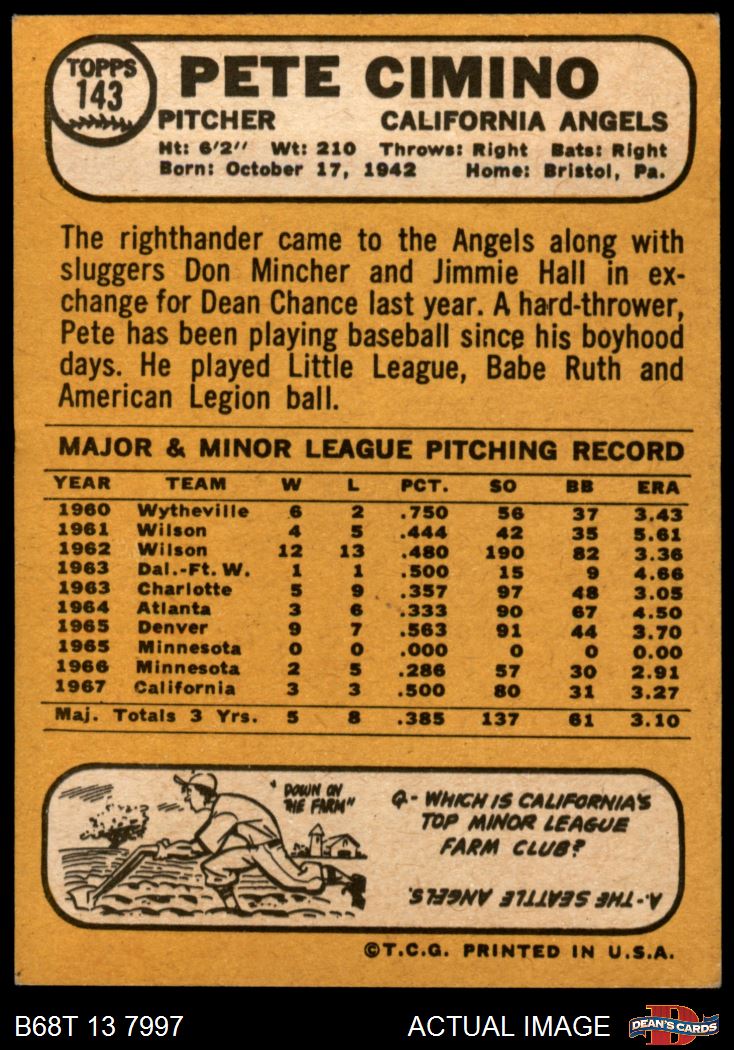 TOPPS
143
PETE CIMINO
PITCHER CALIFORNIA ANGELS
Ht: 6'2" Wt: 210 Throws: Right Bats: Right
Born: October 17, 1942 Home: Bristol, Pa.
The righthander came to the Angels along with
sluggers Don Mincher and Jimmie Hall in ex-
change for Dean Chance last year. A hard-thrower,
Pete has been playing baseball since his boyhood
days. He played Little League, Babe Ruth and
American Legion ball.
MAJOR & MINOR LEAGUE PITCHING RECORD
YEAR TEAM W L PCT. SO BB ERA
1960 Wytheville 6 2 .750 56 37 3.43
1961 Wilson 4 5 .444 42 35 5.61
1962 Wilson 12 13 .480 190 82 3.36
1963 Dal.-Ft. W. 1 1 .500 15 9 4.66
1963 Charlotte 5 9 .357 97 48 3.05
1964 Atlanta 3 6 .333 90 67 4.50
1965 Denver 9 7 .563 91 44 3.70
1965 Minnesota 0 0 .000 0 0 0.00
1966 Minnesota 2 5 .286 57 30 2.91
1967 California 3 3 .500 80 31 3.27
Maj. Totals 3 Yrs. 5 8 .385 137 61 3.10
"DOWN ON
THE FARM"
Q- WHICH IS CALIFORNIA'S
TOP MINOR LEAGUE
FARM CLUB?
A- THE SEATTLE ANGELS.
©T.C.G. PRINTED IN U.S.A.
B68T 13 7997 ACTUAL IMAGE DEAN'S CARDS